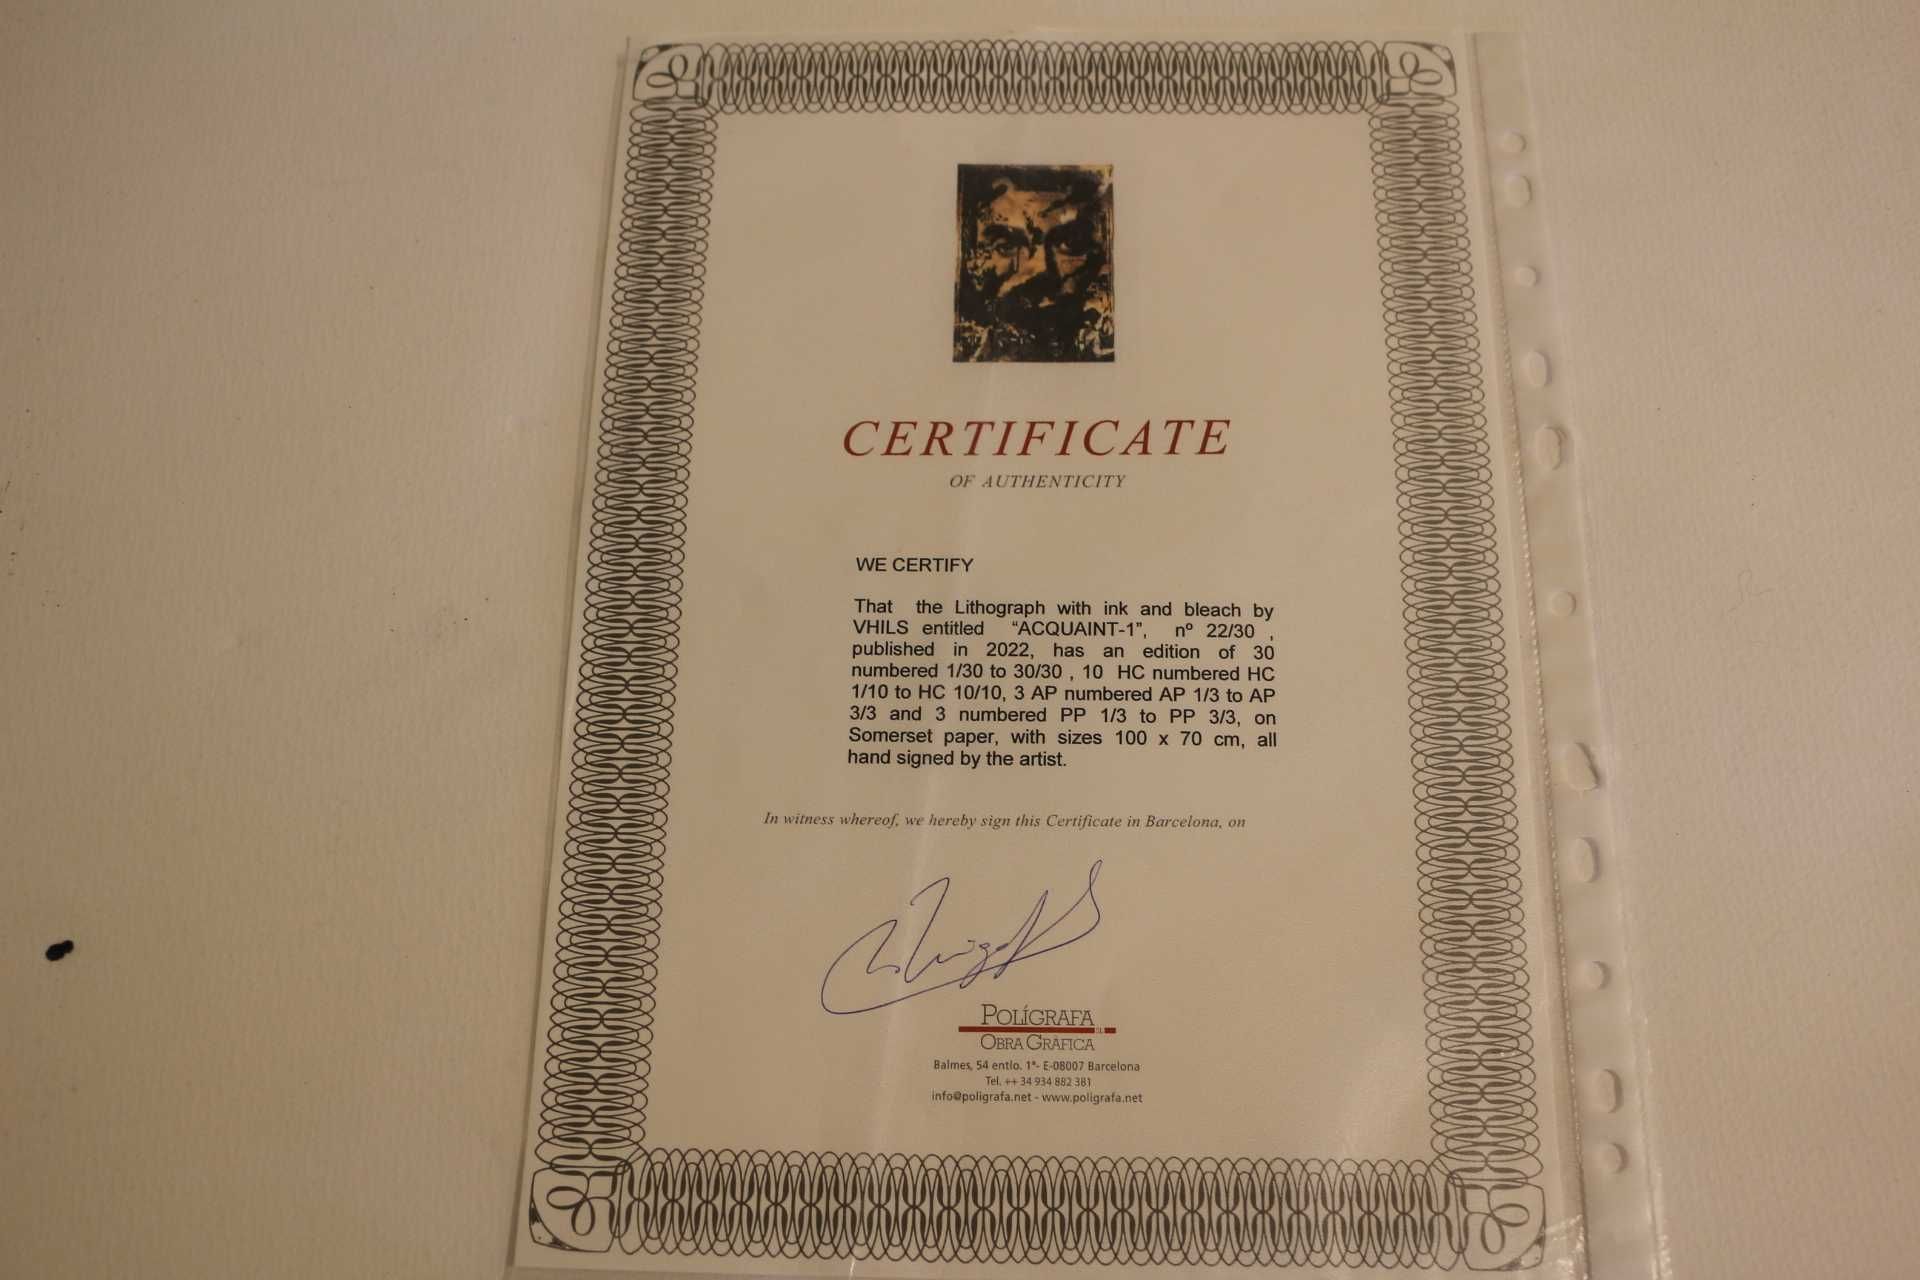 CERTIFICATE
OF AUTHENTICITY
WE CERTIFY
That the Lithograph with ink and bleach by
VHILS entitled “ACQUAINT-1”, nº 22/30 ,
published in 2022, has an edition of 30
numbered 1/30 to 30/30 , 10 HC numbered HC
1/10 to HC 10/10, 3 AP numbered AP 1/3 to AP
3/3 and 3 numbered PP 1/3 to PP 3/3, on
Somerset paper, with sizes 100 x 70 cm, all
hand signed by the artist.
In witness whereof, we hereby sign this Certificate in Barcelona, on
POLÍGRAFA
OBRA GRÀFICA
Balmes, 54 entlo. 1ª- E-08007 Barcelona
Tel. ++ 34 934 882 381
info@poligrafa.net - www.poligrafa.net